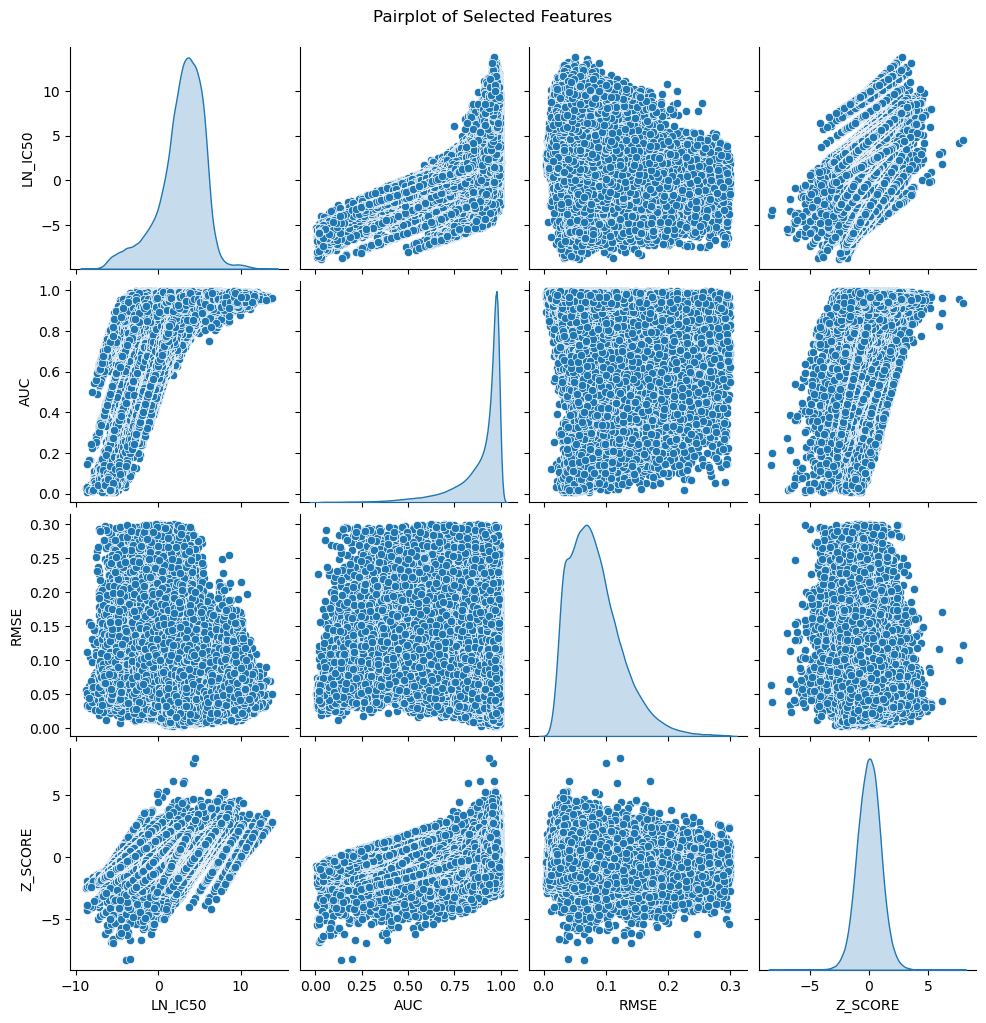 Pairplot of Selected Features
LN_IC50
10
5
0
−5
AUC
1.0
0.8
0.6
0.4
0.2
0.0
RMSE
0.30
0.25
0.20
0.15
0.10
0.05
0.00
Z_SCORE
5
0
−5
−10 0 10 0.00 0.25 0.50 0.75 1.00 0.0 0.1 0.2 0.3 −5 0 5
LN_IC50 AUC RMSE Z_SCORE